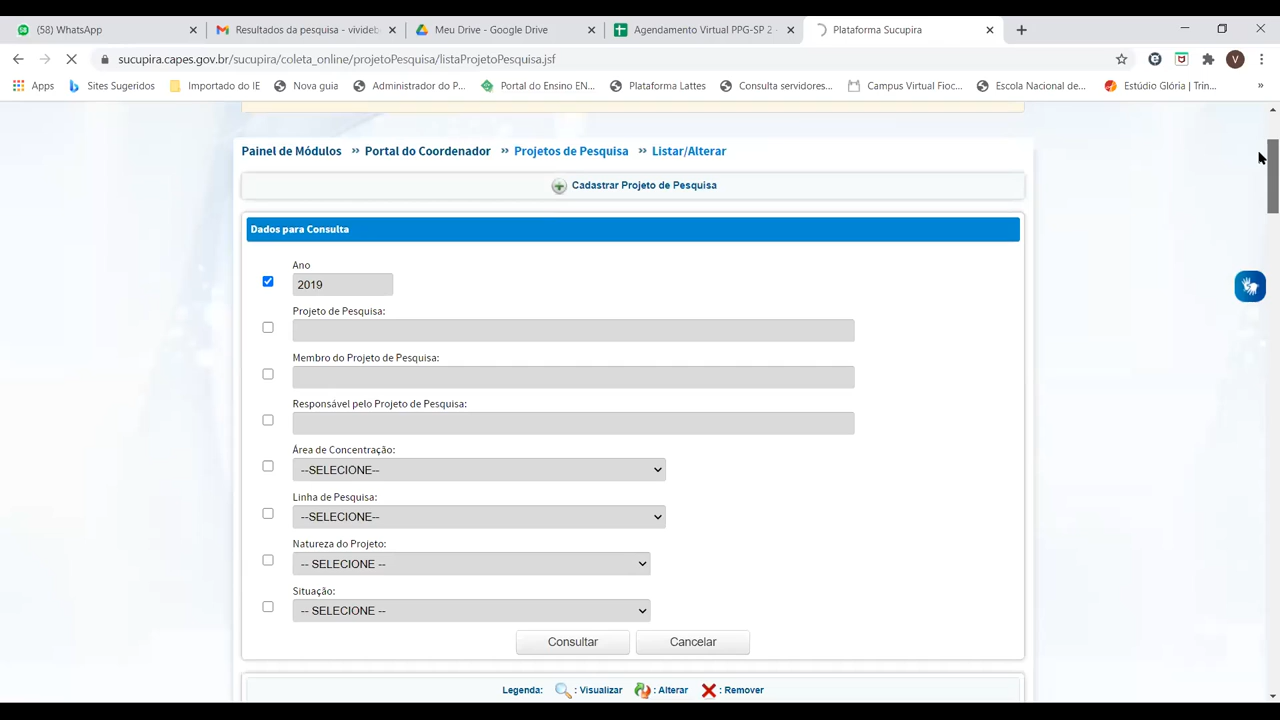 (58) WhatsApp
Resultados da pesquisa - vivideb
Meu Drive - Google Drive
Agendamento Virtual PPG-SP 2 -
Plataforma Sucupira
sucupira.capes.gov.br/sucupira/coleta_online/projetoPesquisa/listaProjetoPesquisa.jsf
V
Apps
Sites Sugeridos
Importado do IE
Nova guia
Administrador do P...
Portal do Ensino EN...
Plataforma Lattes
Consulta servidores...
Campus Virtual Fioc...
Escola Nacional de...
Estúdio Glória | Trin...
»
Painel de Módulos » Portal do Coordenador » Projetos de Pesquisa » Listar/Alterar
Cadastrar Projeto de Pesquisa
Dados para Consulta
Ano
2019
Projeto de Pesquisa:
Membro do Projeto de Pesquisa:
Responsável pelo Projeto de Pesquisa:
Área de Concentração:
--SELECIONE--
Linha de Pesquisa:
--SELECIONE--
Natureza do Projeto:
-- SELECIONE --
Situação:
-- SELECIONE --
Consultar Cancelar
Legenda: : Visualizar : Alterar : Remover